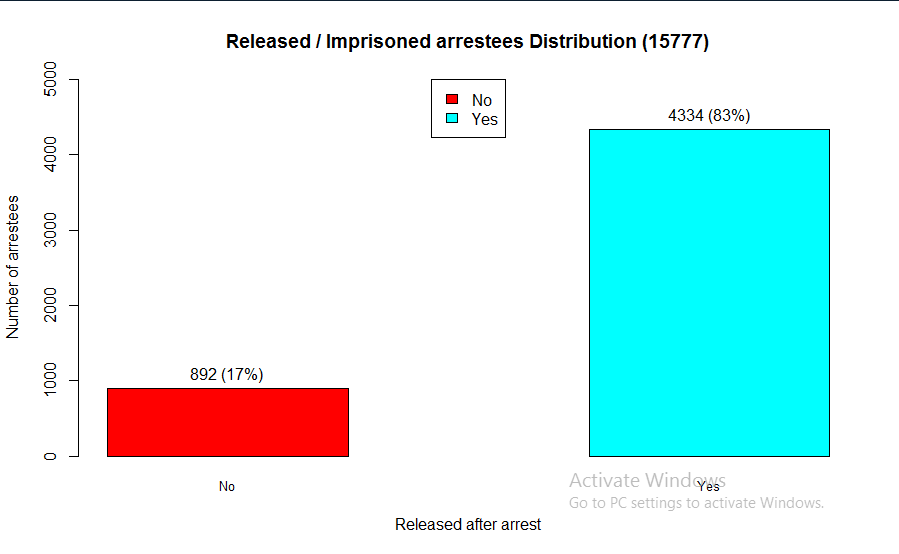 Released / Imprisoned arrestees Distribution (15777)
Number of arrestees
5000
4000
3000
2000
1000
0
No
Yes
892 (17%)
4334 (83%)
No
Yes
Released after arrest
Activate Windows
Go to PC settings to activate Windows.